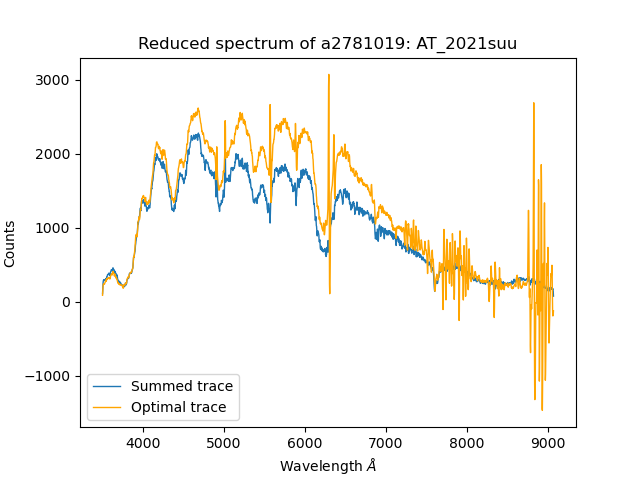 Reduced spectrum of a2781019: AT_2021suu
Counts
3000
2000
1000
0
−1000
Summed trace
Optimal trace
4000 5000 6000 7000 8000 9000
Wavelength Å